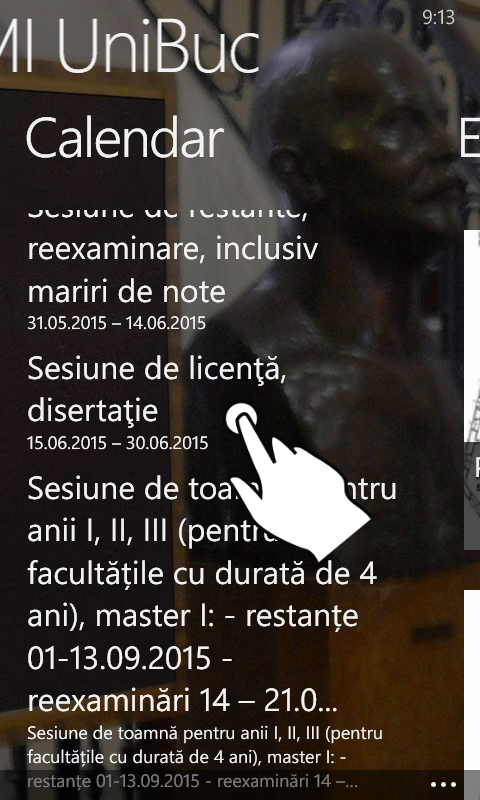 9:13
MI UniBuc
Calendar
E
Sesiune de restanțe,
reexaminare, inclusiv
mariri de note
31.05.2015 – 14.06.2015
Sesiune de licenţă,
disertaţie
15.06.2015 – 30.06.2015
Sesiune de toam ntru
anii I, II, III (pentru
facultățile cu durată de 4
ani), master I: - restanțe
01-13.09.2015 -
reexaminări 14 – 21.0...
Sesiune de toamnă pentru anii I, II, III (pentru
facultățile cu durată de 4 ani), master I: -
restanțe 01-13.09.2015 - reexaminări 14 –...